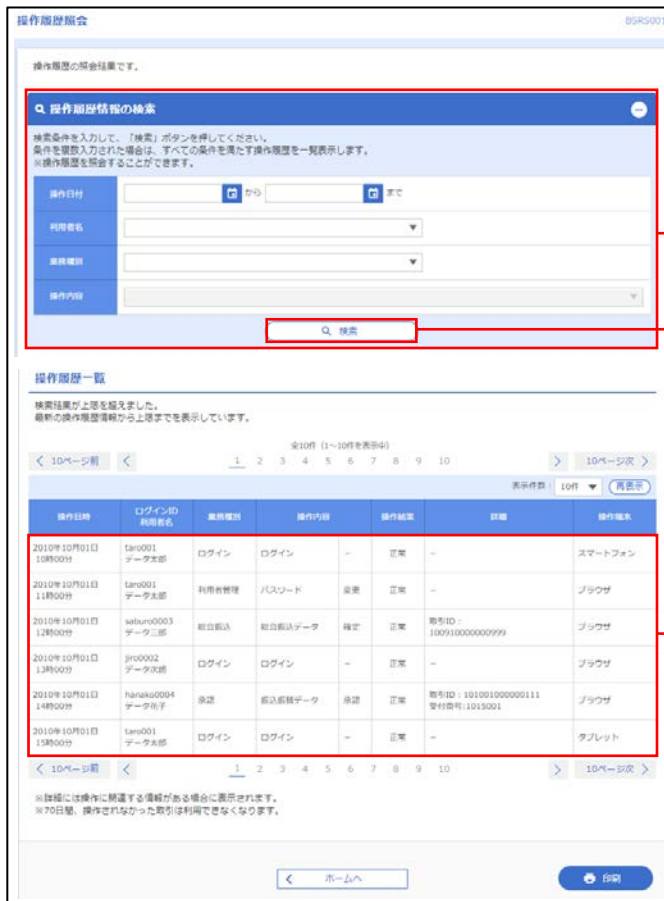 操作履歴照会
BSRS001
操作履歴の照会結果です。
操作履歴情報の検索
検索条件を入力して、「検索」ボタンを押してください。
条件を複数入力された場合は、すべての条件を満たす操作履歴を一覧表示します。
※操作履歴を照会することができます。
操作日付 から まで
利用者名
業務種別
操作内容
検索
操作履歴一覧
検索結果が上限を超えました。
最新の操作履歴情報から上限までを表示しています。
全10件(1~10件を表示中)
10ページ前 1 2 3 4 5 6 7 8 9 10 10ページ次
表示件数: 10件 再表示
操作日時 ログインID 利用者名 業務種別 操作内容 操作結果 詳細 操作端末
2010年10月01日 taro001 ログイン ログイン - 正常 - スマートフォン
10時00分 データ太郎
2010年10月01日 taro001 利用者管理 パスワード 変更 正常 - ブラウザ
11時00分 データ太郎
2010年10月01日 saburo0003 総合振込 総合振込データ 確定 正常 取引ID: ブラウザ
12時00分 データ三郎 100910000000999
2010年10月01日 jiro0002 ログイン ログイン - 正常 - ブラウザ
13時00分 データ次郎
2010年10月01日 hanako0004 承認 振込振替データ 承認 正常 取引ID:101001000000111 ブラウザ
14時00分 データ花子 受付番号:1015001
2010年10月01日 taro001 ログイン ログイン - 正常 - タブレット
15時00分 データ太郎
10ページ前 1 2 3 4 5 6 7 8 9 10 10ページ次
※詳細には操作に関連する情報がある場合に表示されます。
※70日間、操作されなかった取引は利用できなくなります。
ホームへ
印刷